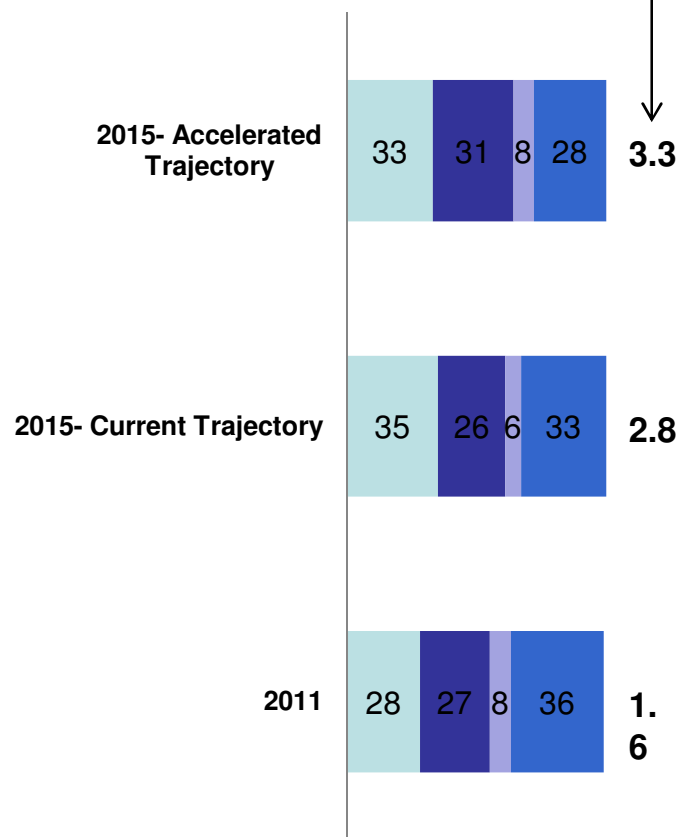 2015- Accelerated
Trajectory
33 31 8 28 3.3
2015- Current Trajectory 35 26 6 33 2.8
2011 28 27 8 36 1.
6